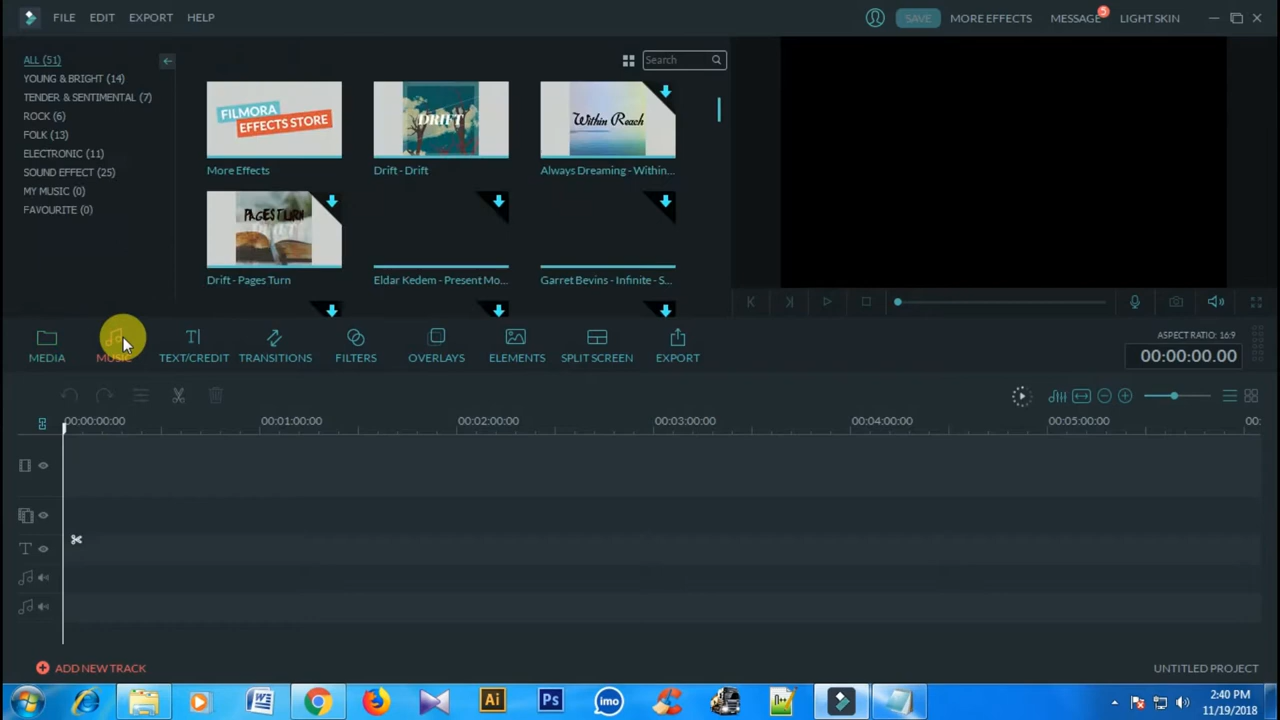 FILE EDIT EXPORT HELP
SAVE MORE EFFECTS MESSAGE 5 LIGHT SKIN
ALL (51)
YOUNG & BRIGHT (14)
TENDER & SENTIMENTAL (7)
ROCK (6)
FOLK (13)
ELECTRONIC (11)
SOUND EFFECT (25)
MY MUSIC (0)
FAVOURITE (0)
Search
FILMORA
EFFECTS STORE
DRIFT
Within Reach
More Effects
Drift - Drift
Always Dreaming - Within...
PAGES TURN
DRIFT
Drift - Pages Turn
Eldar Kedem - Present Mo...
Garret Bevins - Infinite - S...
MEDIA
MUSIC
TEXT/CREDIT
TRANSITIONS
FILTERS
OVERLAYS
ELEMENTS
SPLIT SCREEN
EXPORT
ASPECT RATIO: 16:9
00:00:00.00
00:00:00:00 00:01:00:00 00:02:00:00 00:03:00:00 00:04:00:00 00:05:00:00 00:
T
ADD NEW TRACK
UNTITLED PROJECT
W
Ai
Ps
imo
2:40 PM
11/19/2018